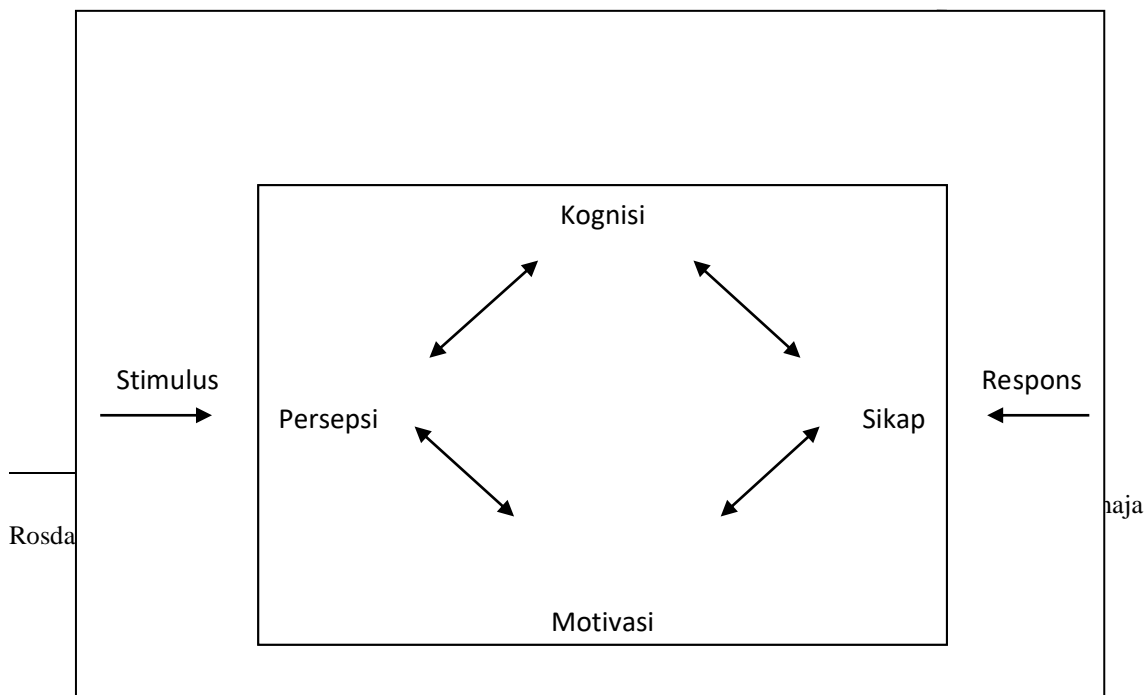 Kognisi
Stimulus
Respons
Persepsi
Sikap
Rosda
Motivasi